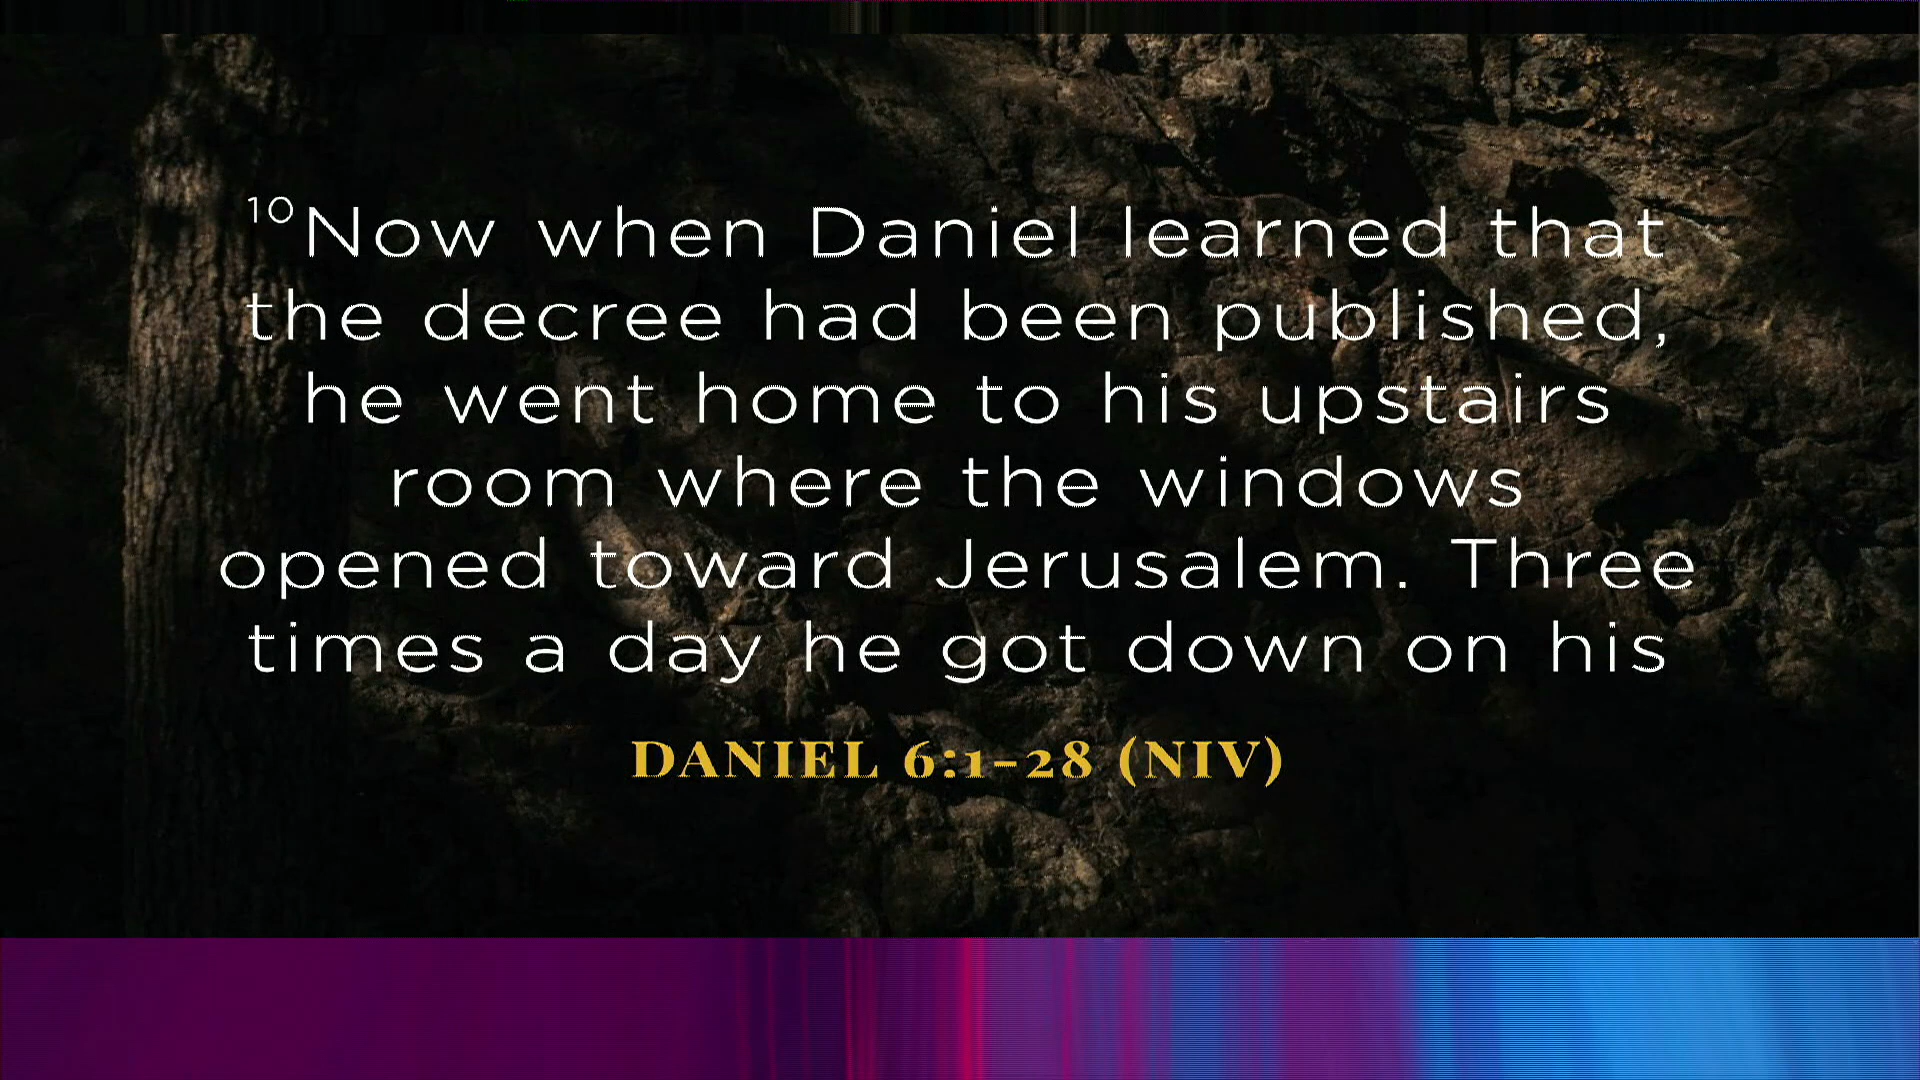 ¹⁰Now when Daniel learned that
the decree had been published,
he went home to his upstairs
room where the windows
opened toward Jerusalem. Three
times a day he got down on his
DANIEL 6:1-28 (NIV)